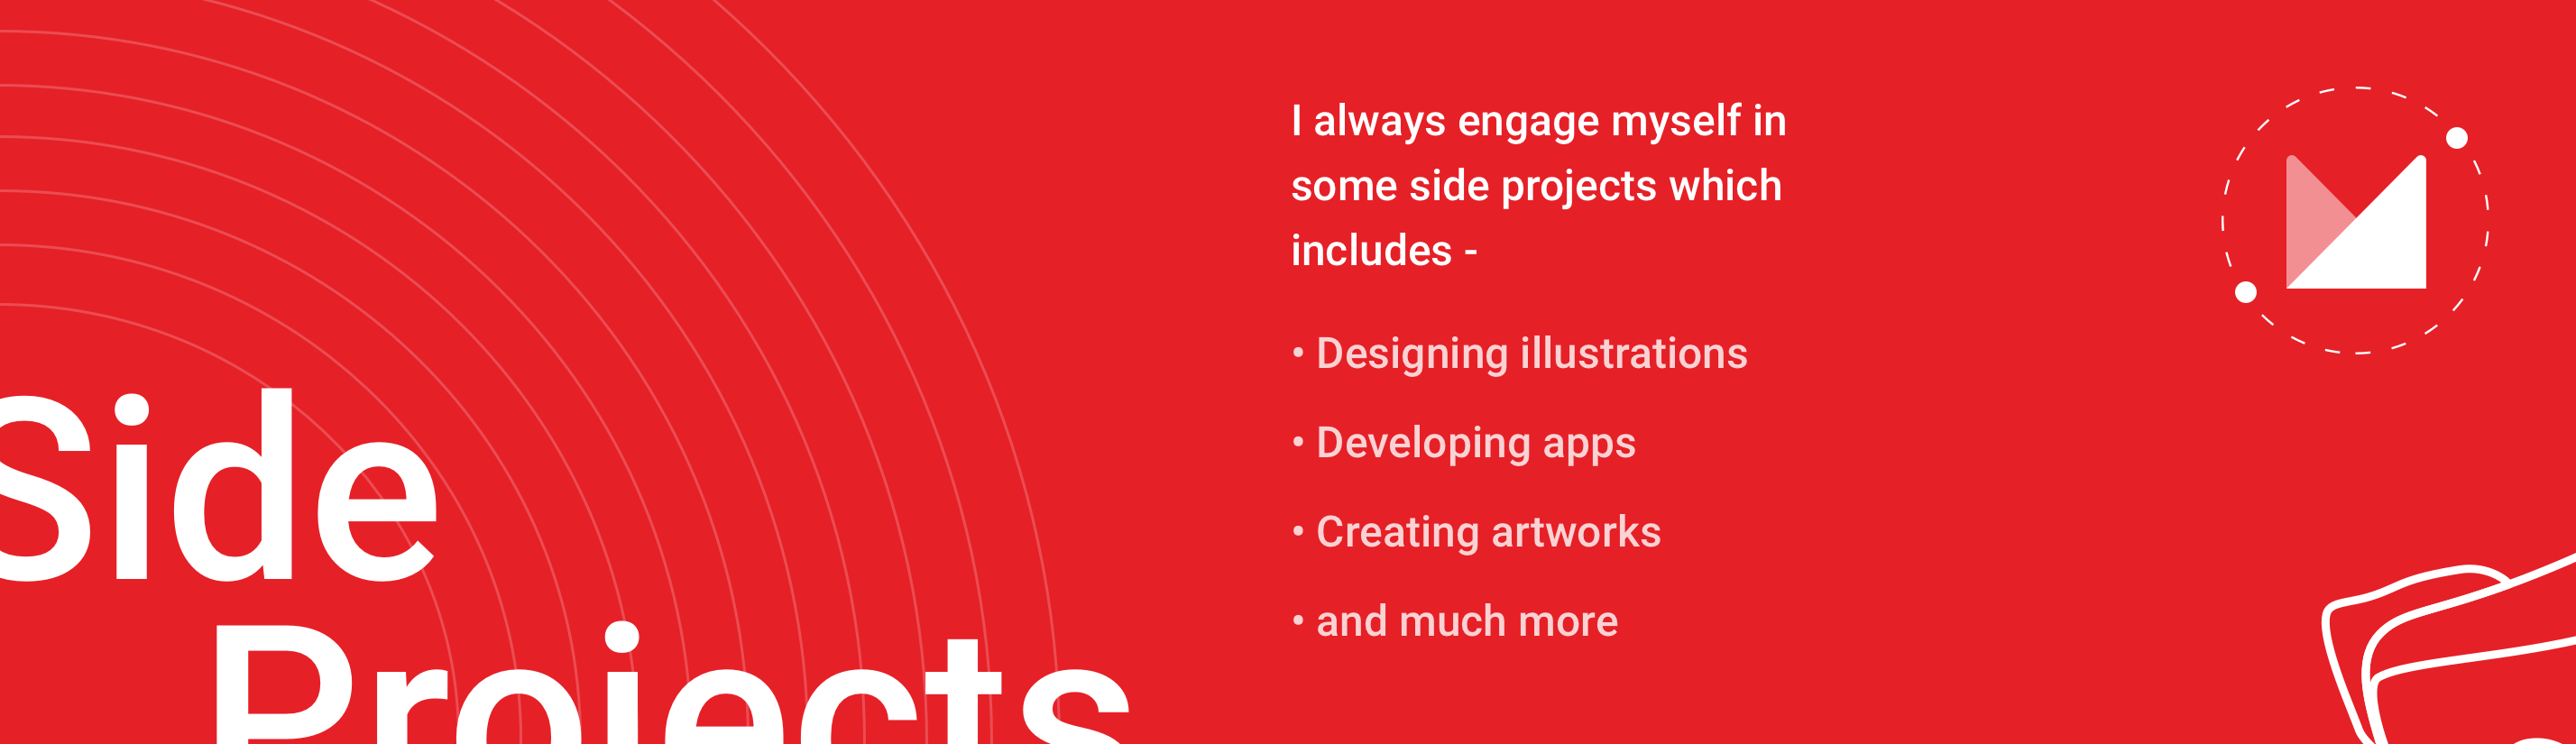 Side
Projects
I always engage myself in
some side projects which
includes -
• Designing illustrations
• Developing apps
• Creating artworks
• and much more